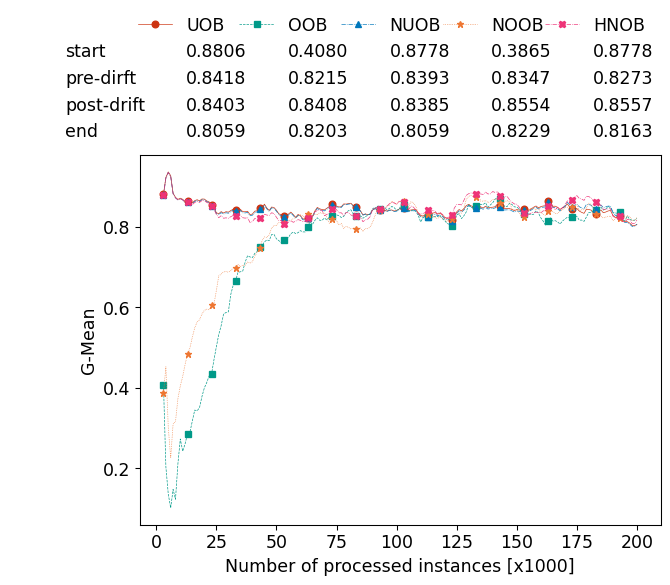 UOB OOB NUOB NOOB HNOB
start 0.8806 0.4080 0.8778 0.3865 0.8778
pre-dirft 0.8418 0.8215 0.8393 0.8347 0.8273
post-drift 0.8403 0.8408 0.8385 0.8554 0.8557
end 0.8059 0.8203 0.8059 0.8229 0.8163
0.8
0.6
0.4
0.2
G-Mean
0 25 50 75 100 125 150 175 200
Number of processed instances [x1000]